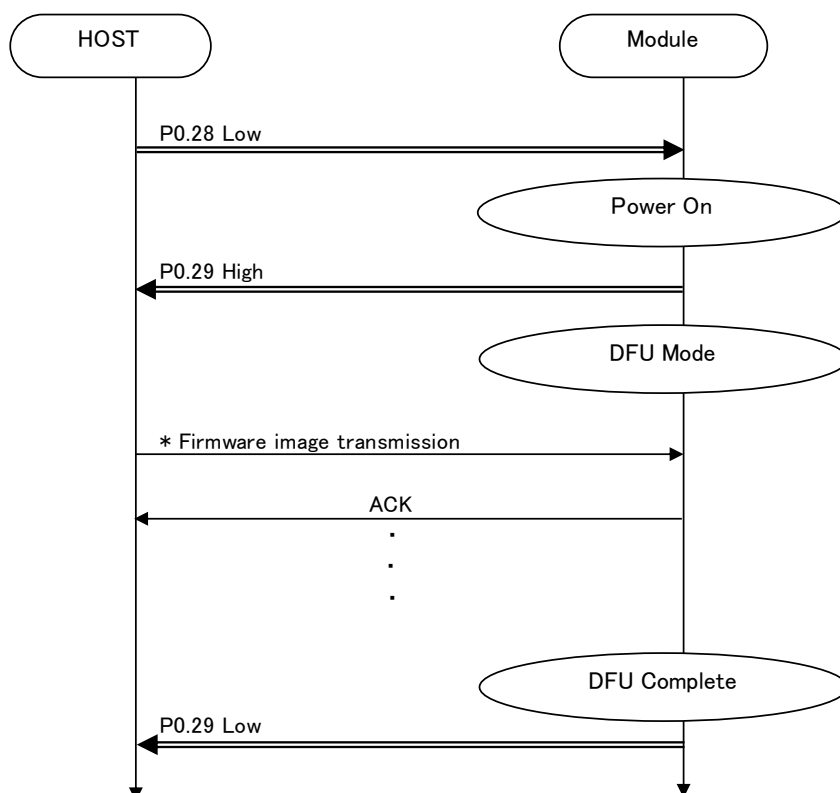 HOST
Module
P0.28 Low
Power On
P0.29 High
DFU Mode
* Firmware image transmission
ACK
DFU Complete
P0.29 Low